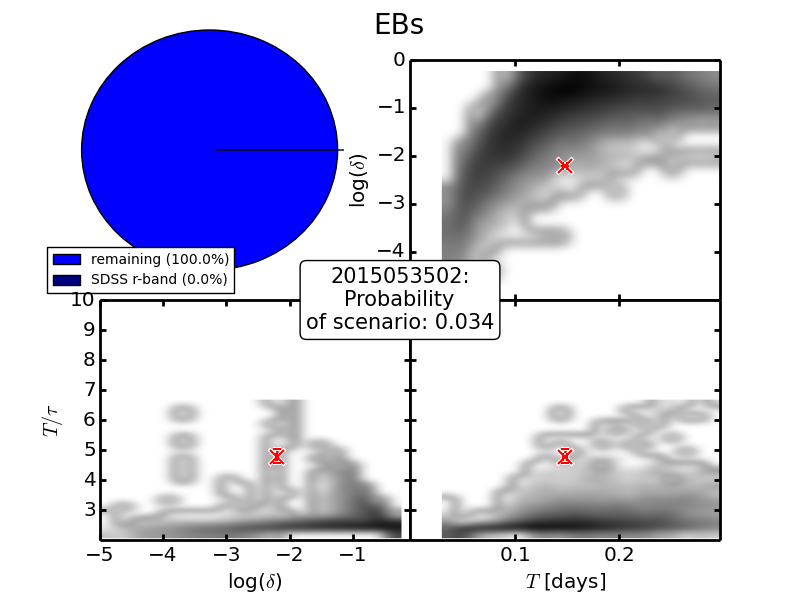 EBs
0
−1
−2
−3
−4
log(δ)
remaining (100.0%)
SDSS r-band (0.0%)
2015053502:
Probability
of scenario: 0.034
10
9
8
7
6
5
4
3
T/τ
−5 −4 −3 −2 −1
log(δ)
0.1 0.2
T [days]